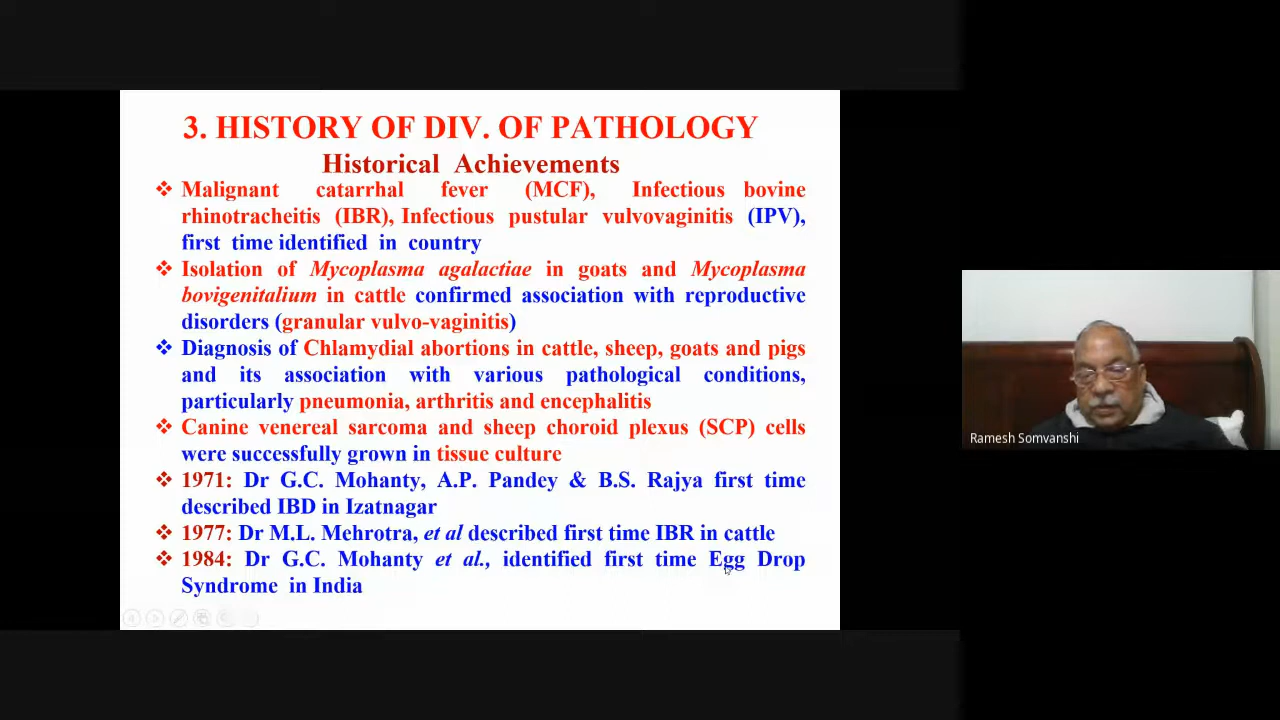 3. HISTORY OF DIV. OF PATHOLOGY
Historical Achievements
❖ Malignant catarrhal fever (MCF), Infectious bovine
rhinotracheitis (IBR), Infectious pustular vulvovaginitis (IPV),
first time identified in country
❖ Isolation of Mycoplasma agalactiae in goats and Mycoplasma
bovigenitalium in cattle confirmed association with reproductive
disorders (granular vulvo-vaginitis)
❖ Diagnosis of Chlamydial abortions in cattle, sheep, goats and pigs
and its association with various pathological conditions,
particularly pneumonia, arthritis and encephalitis
❖ Canine venereal sarcoma and sheep choroid plexus (SCP) cells
were successfully grown in tissue culture
❖ 1971: Dr G.C. Mohanty, A.P. Pandey & B.S. Rajya first time
described IBD in Izatnagar
❖ 1977: Dr M.L. Mehrotra, et al described first time IBR in cattle
❖ 1984: Dr G.C. Mohanty et al., identified first time Egg Drop
Syndrome in India
Ramesh Somvanshi